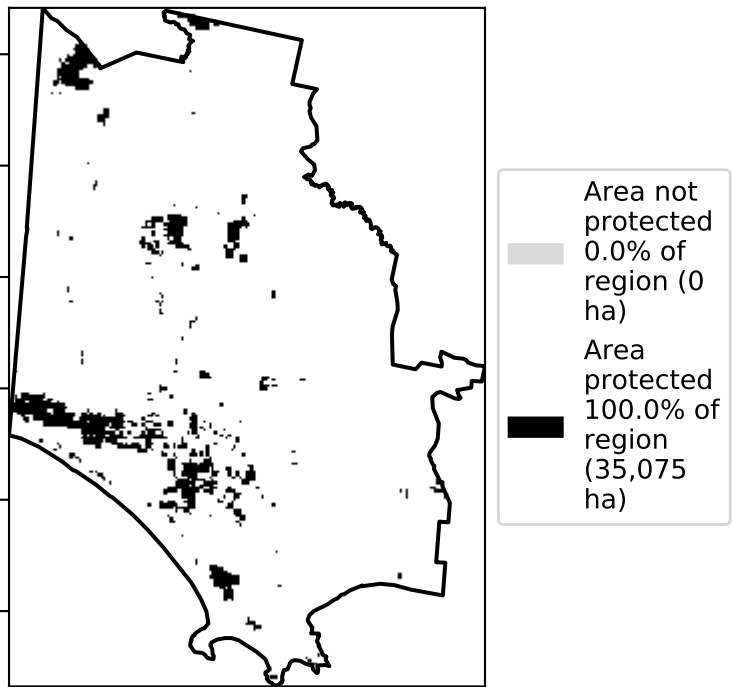 Area not
protected
0.0% of
region (0
ha)
Area
protected
100.0% of
region
(35,075
ha)